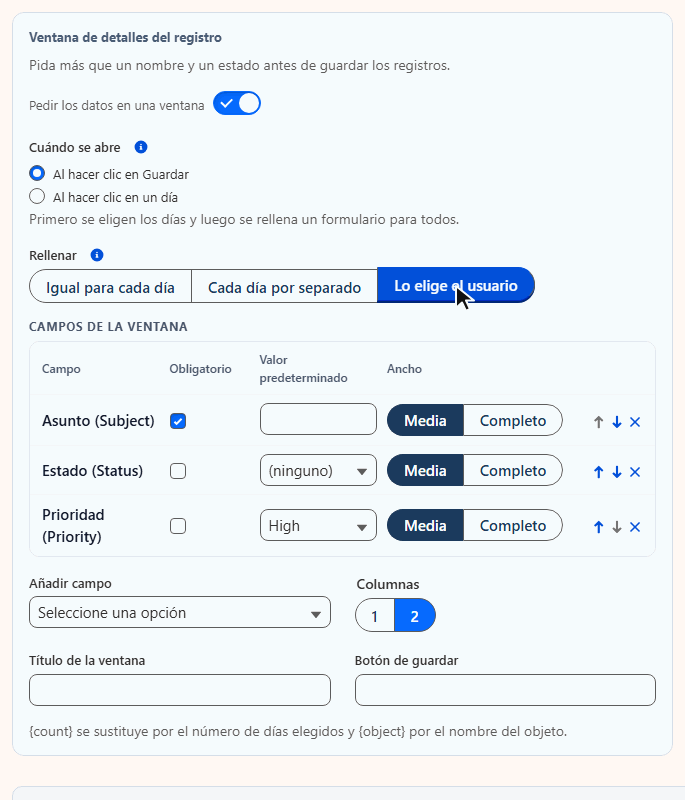 Ventana de detalles del registro
Pida más que un nombre y un estado antes de guardar los registros.
Pedir los datos en una ventana
Cuándo se abre
Al hacer clic en Guardar
Al hacer clic en un día
Primero se eligen los días y luego se rellena un formulario para todos.
Rellenar
Igual para cada día Cada día por separado Lo elige el usuario
CAMPOS DE LA VENTANA
Campo Obligatorio Valor predeterminado Ancho
Asunto (Subject) Media Completo
Estado (Status) (ninguno) Media Completo
Prioridad (Priority) High Media Completo
Añadir campo Columnas
Seleccione una opción 1 2
Título de la ventana Botón de guardar
{count} se sustituye por el número de días elegidos y {object} por el nombre del objeto.